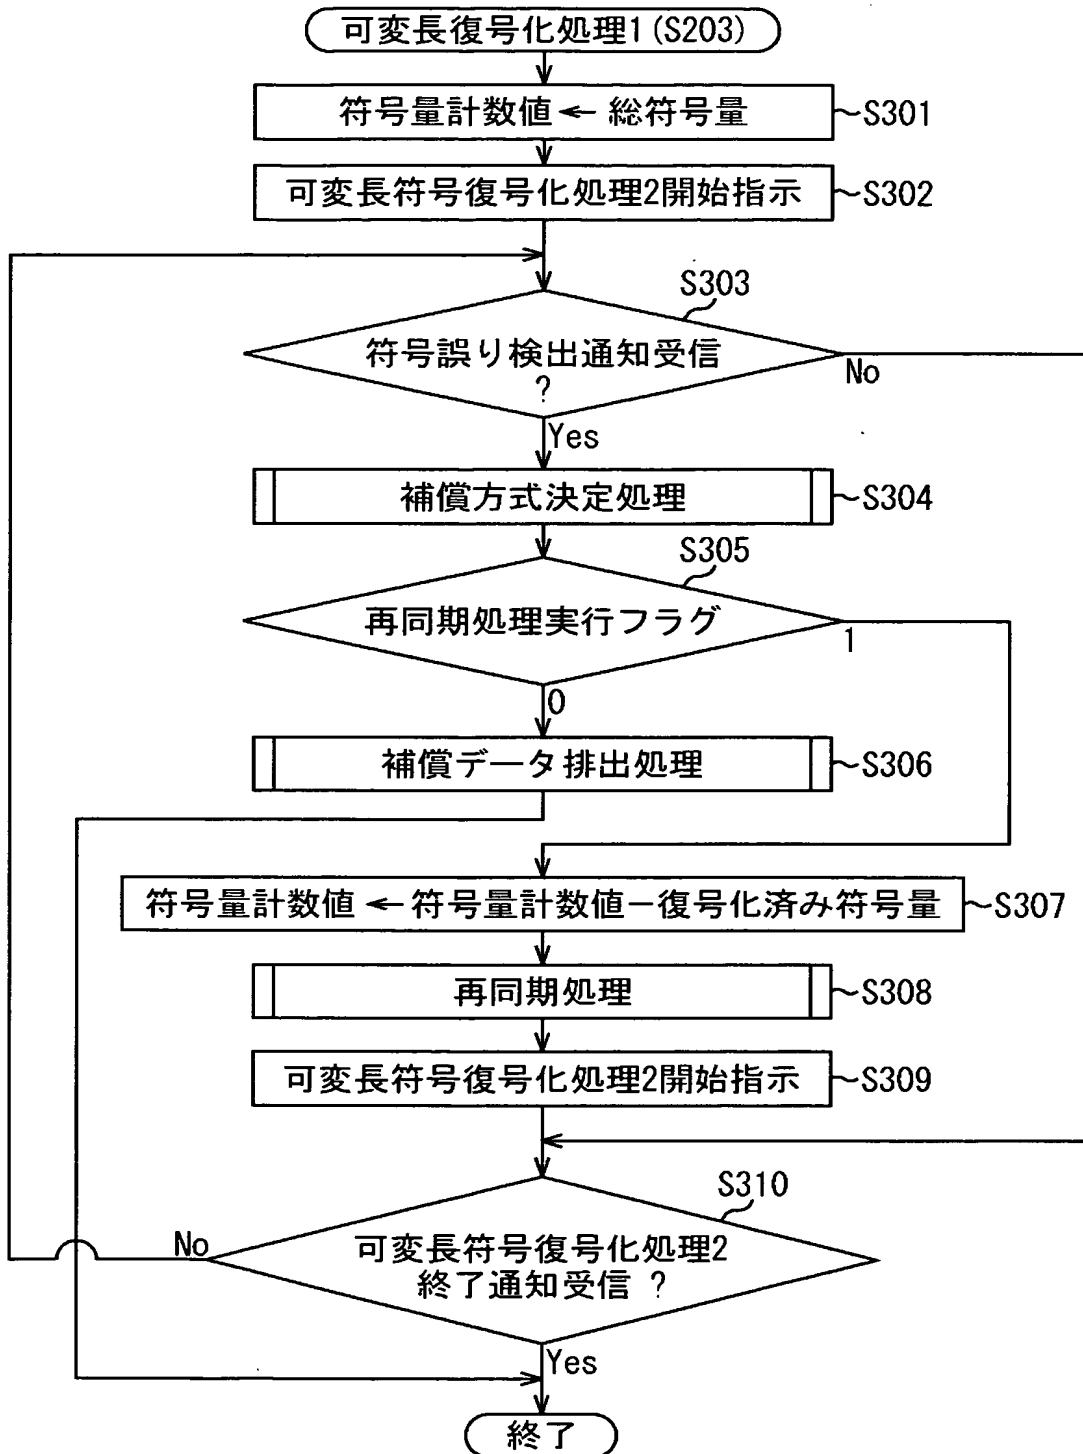 可変長復号化処理1(S203)
符号量計数値←総符号量
S301
可変長符号復号化処理2開始指示
S302
S303
符号誤り検出通知受信
?
No
Yes
補償方式決定処理
S304
S305
再同期処理実行フラグ
1
0
補償データ排出処理
S306
符号量計数値←符号量計数値−復号化済み符号量
S307
再同期処理
S308
可変長符号復号化処理2開始指示
S309
S310
No
可変長符号復号化処理2
終了通知受信 ?
Yes
終了